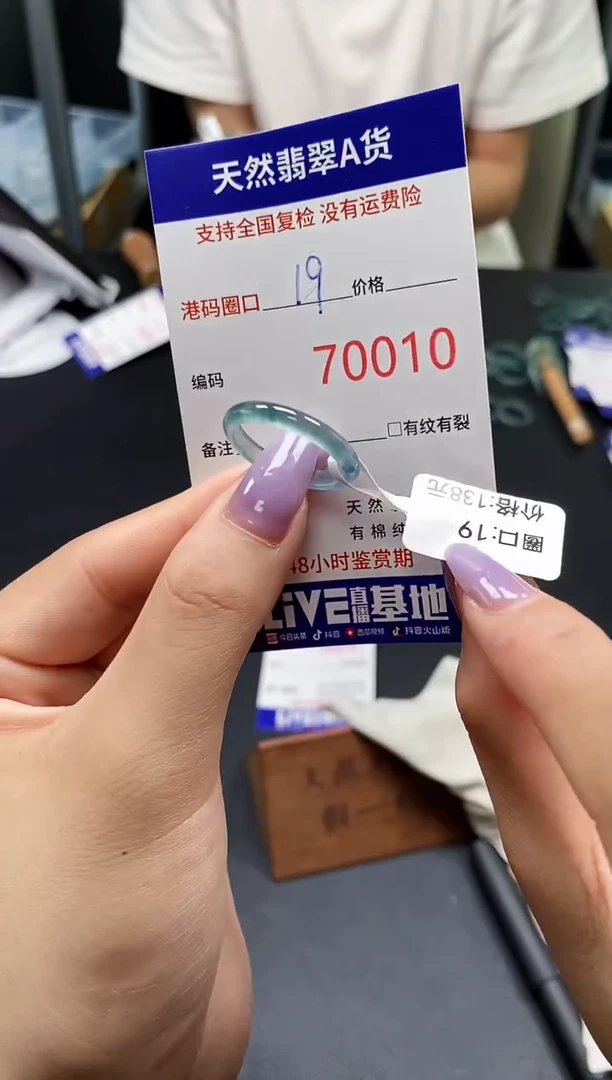 天然翡翠A货
支持全国复检 没有运费险
港码圈口 19 价格
编码 70010
备注 □有纹有裂
天然
有棉纯
48小时鉴赏期
LiVE直播基地
今日头条 抖音 西瓜视频 抖音火山版
圈口:19
价格:138元